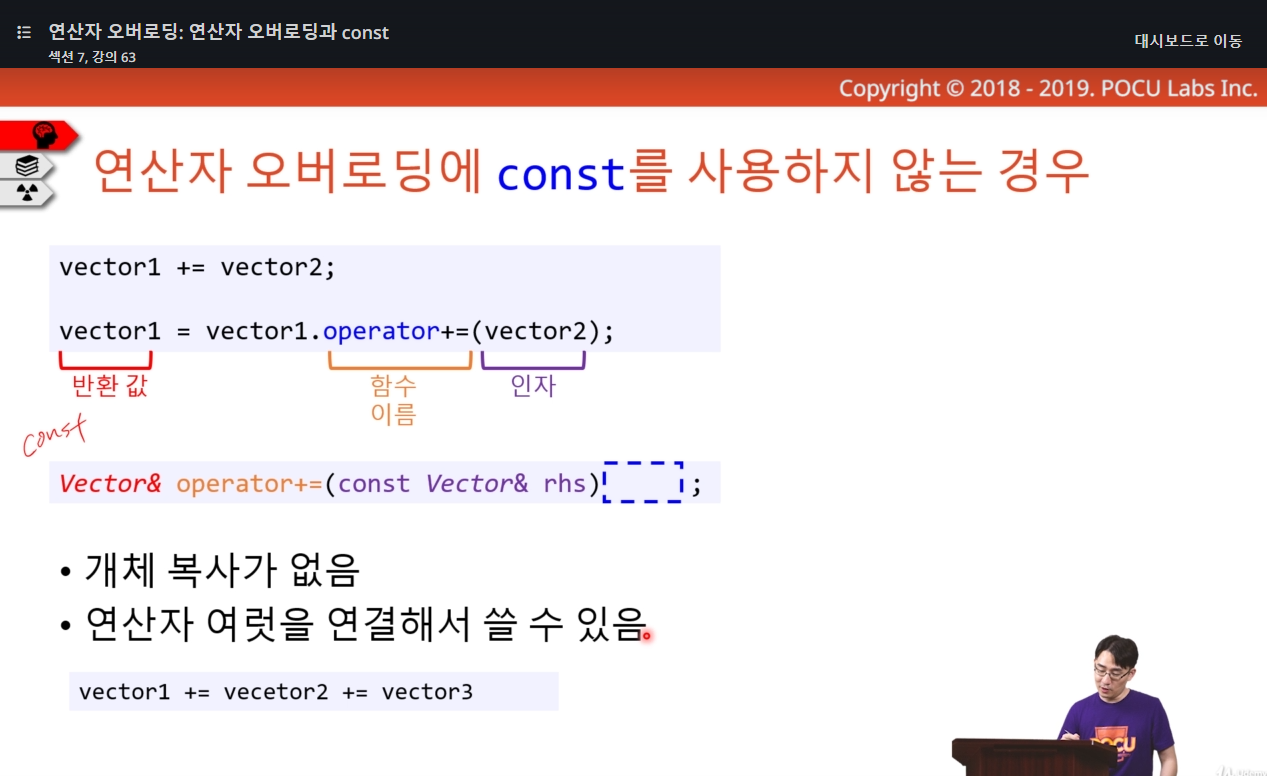 연산자 오버로딩: 연산자 오버로딩과 const
섹션 7, 강의 63
대시보드로 이동
Copyright © 2018 - 2019. POCU Labs Inc.
연산자 오버로딩에 const를 사용하지 않는 경우
vector1 += vector2;
vector1 = vector1.operator+=(vector2);
반환 값
함수
이름
인자
const
Vector& operator+=(const Vector& rhs) ;
• 개체 복사가 없음
• 연산자 여럿을 연결해서 쓸 수 있음
vector1 += vecetor2 += vector3
POCU